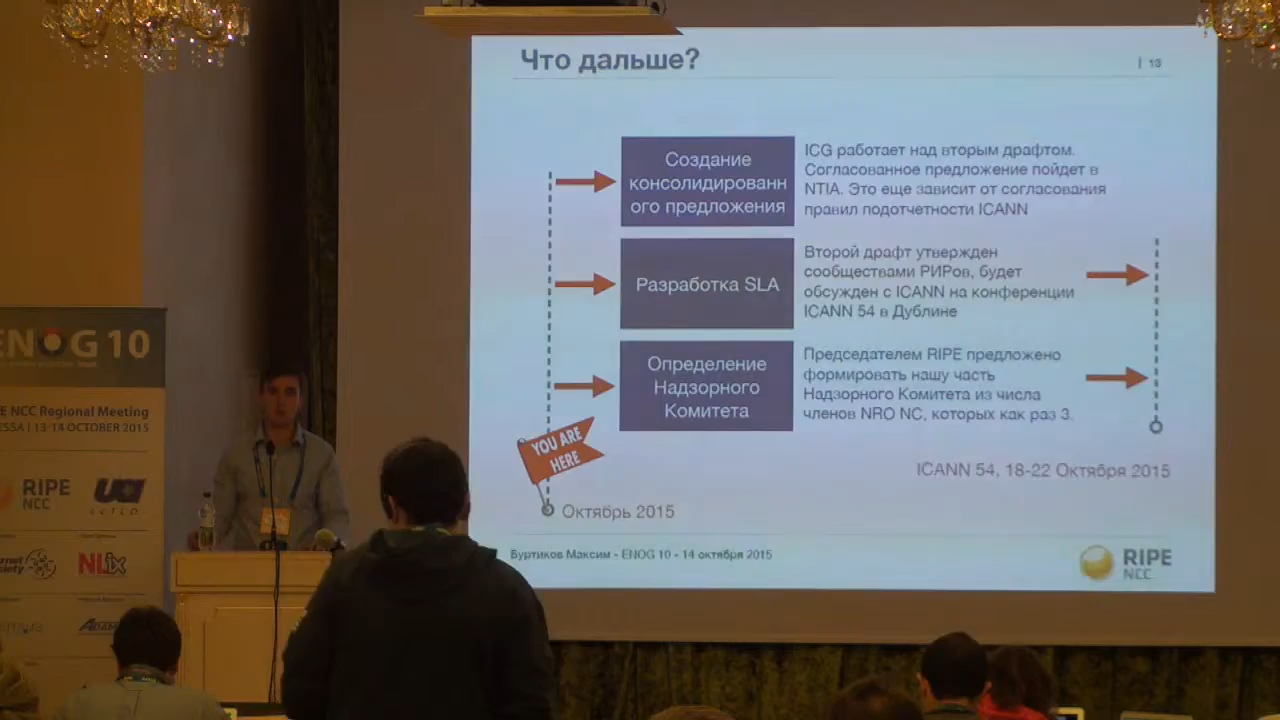 Что дальше?
| 13
Создание
консолидированн
ого предложения
ICG работает над вторым драфтом.
Согласованное предложение пойдет в
NTIA. Это еще зависит от согласования
правил подотчетности ICANN
Разработка SLA
Второй драфт утвержден
сообществами РИРов, будет
обсужден с ICANN на конференции
ICANN 54 в Дублине
Определение
Надзорного
Комитета
Председателем RIPE предложено
формировать нашу часть
Надзорного Комитета из числа
членов NRO NC, которых как раз 3.
YOU ARE
HERE
ICANN 54, 18-22 Октября 2015
Октябрь 2015
Буртиков Максим - ENOG 10 - 14 октября 2015
RIPE
NCC
ENOG 10
NCC Regional Meeting
13-14 OCTOBER 2015
RIPE
NCC
NLix